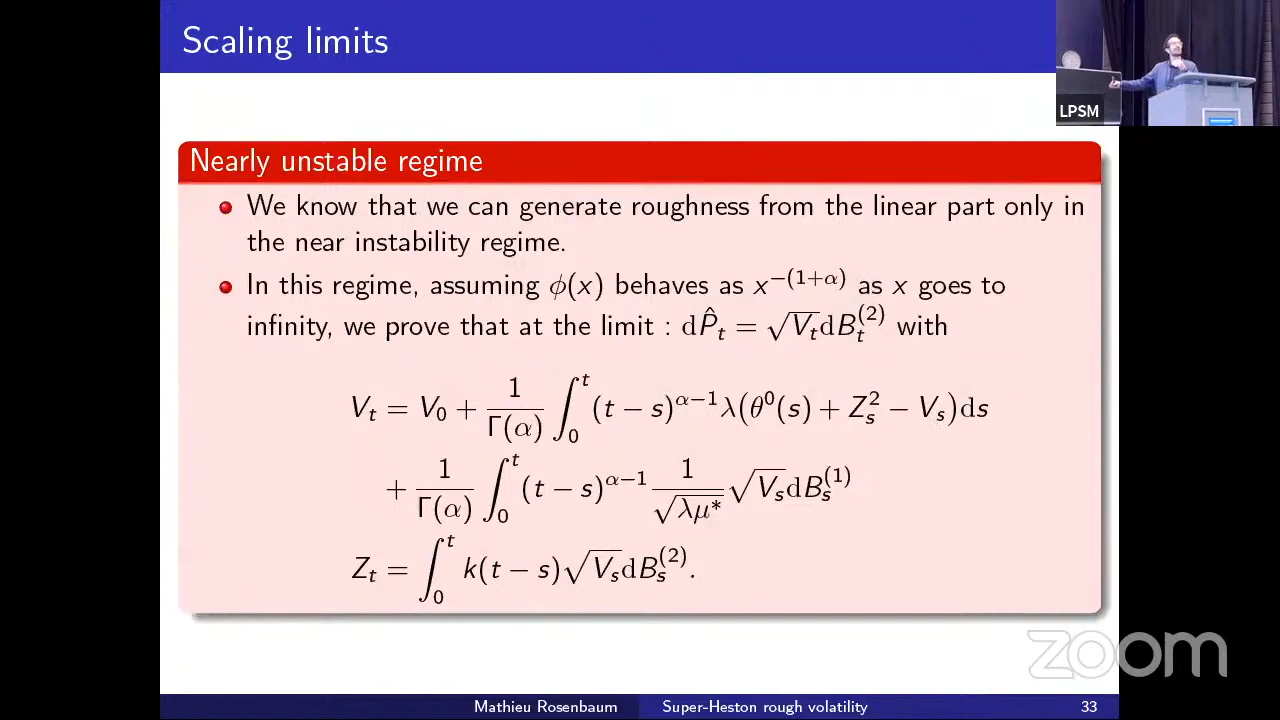 Scaling limits
LPSM
Nearly unstable regime
We know that we can generate roughness from the linear part only in
the near instability regime.
In this regime, assuming ϕ(x) behaves as x^{−(1+α)} as x goes to
infinity, we prove that at the limit : dP̂_t = √V_t dB_t^{(2)} with
V_t = V_0 + 1/Γ(α) ∫_0^t (t − s)^{α−1} λ(θ^0(s) + Z_s^2 − V_s)ds
+ 1/Γ(α) ∫_0^t (t − s)^{α−1} 1/√(λμ*) √V_s dB_s^{(1)}
Z_t = ∫_0^t k(t − s)√V_s dB_s^{(2)}.
zoom
Mathieu Rosenbaum Super-Heston rough volatility 33